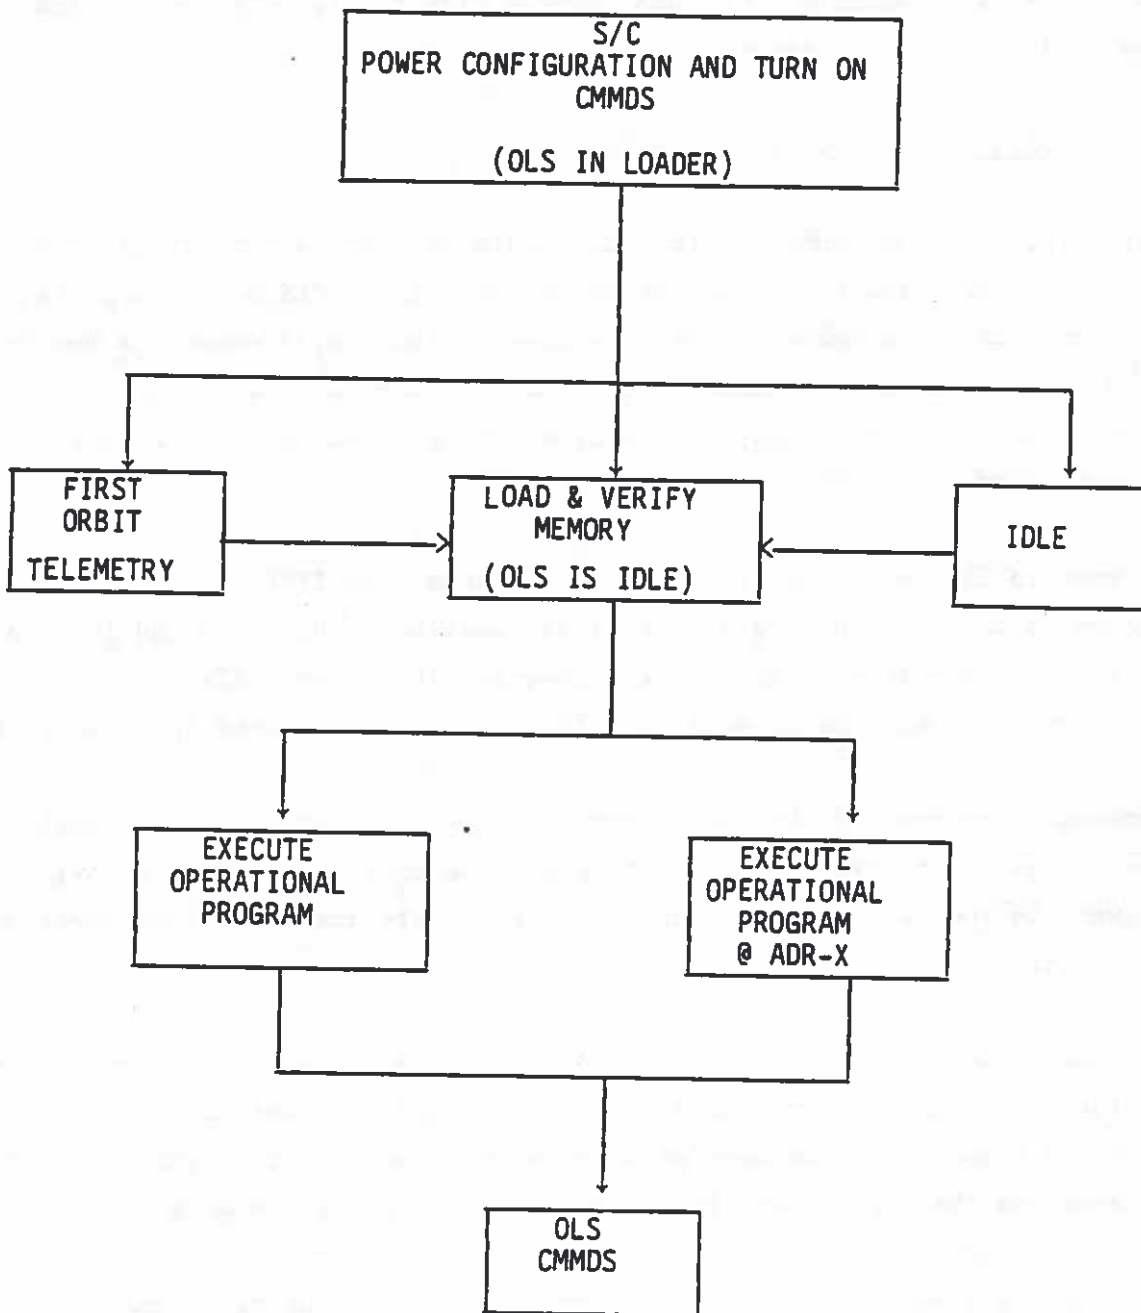 S/C
POWER CONFIGURATION AND TURN ON
CMMDS
(OLS IN LOADER)
FIRST
ORBIT
TELEMETRY
LOAD & VERIFY
MEMORY
(OLS IS IDLE)
IDLE
EXECUTE
OPERATIONAL
PROGRAM
EXECUTE
OPERATIONAL
PROGRAM
@ ADR-X
OLS
CMMDS